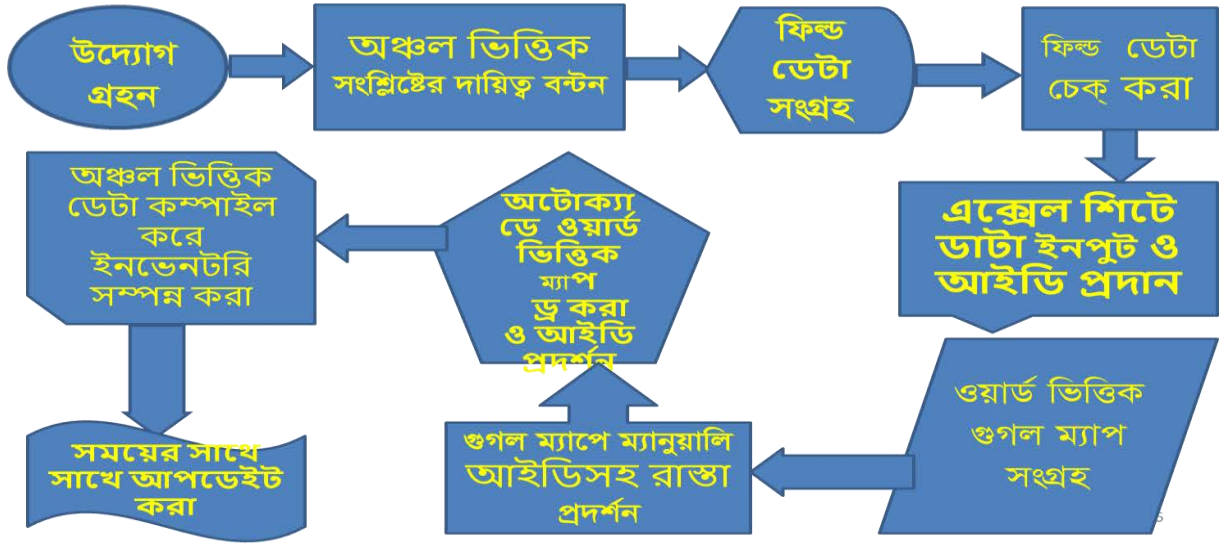 উদ্যোগ
গ্রহন
অঞ্চল ভিত্তিক
সংশ্লিষ্টের দায়িত্ব বন্টন
ফিল্ড
ডেটা
সংগ্রহ
ফিল্ড ডেটা
চেক্ করা
এক্সেল শিটে
ডাটা ইনপুট ও
আইডি প্রদান
ওয়ার্ড ভিত্তিক
গুগল ম্যাপ
সংগ্রহ
গুগল ম্যাপে ম্যানুয়ালি
আইডিসহ রাস্তা
প্রদর্শন
অটোক্যা
ডে ওয়ার্ড
ভিত্তিক
ম্যাপ
ড্র করা
ও আইডি
প্রদর্শন
অঞ্চল ভিত্তিক
ডেটা কম্পাইল
করে
ইনভেনটরি
সম্পন্ন করা
সময়ের সাথে
সাখে আপডেইট
করা